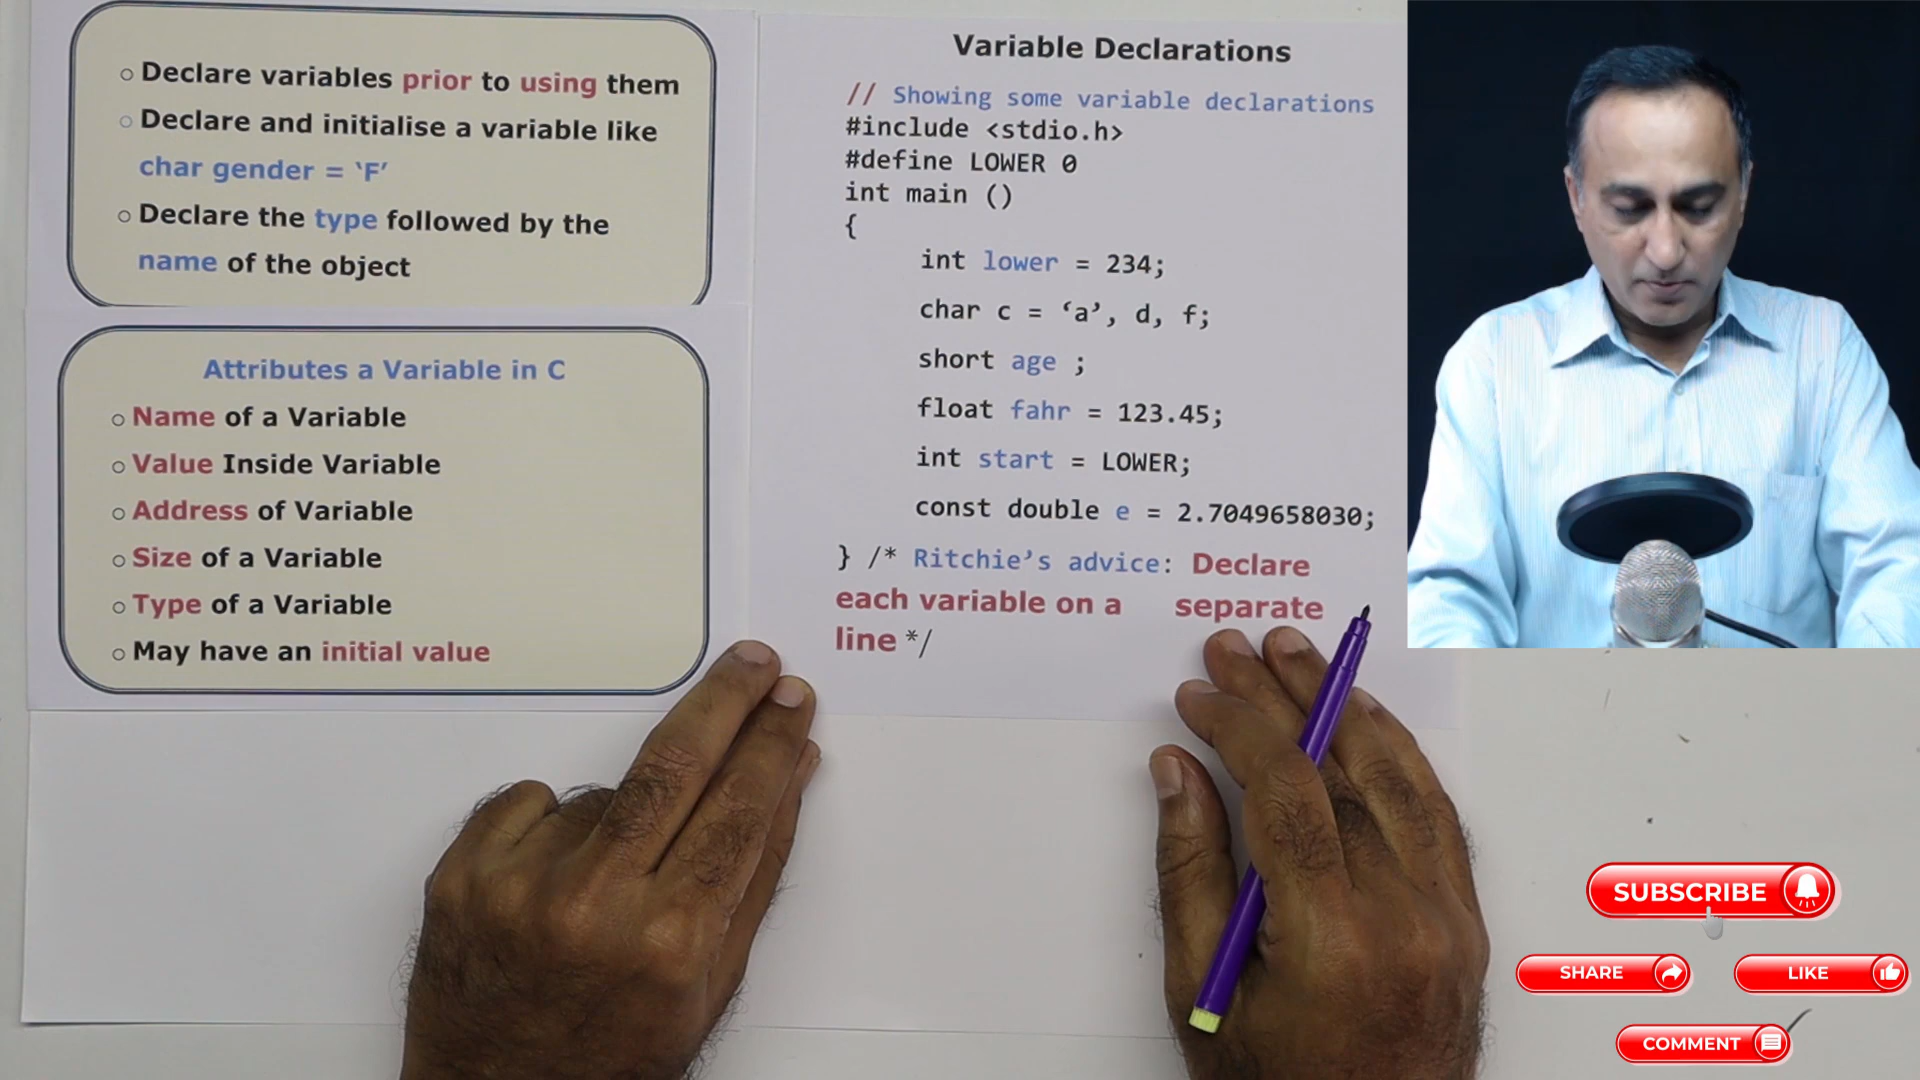 ○ Declare variables prior to using them
○ Declare and initialise a variable like
char gender = ‘F’
○ Declare the type followed by the
name of the object
Attributes a Variable in C
○ Name of a Variable
○ Value Inside Variable
○ Address of Variable
○ Size of a Variable
○ Type of a Variable
○ May have an initial value
Variable Declarations
// Showing some variable declarations
#include <stdio.h>
#define LOWER 0
int main ()
{
int lower = 234;
char c = ‘a’, d, f;
short age ;
float fahr = 123.45;
int start = LOWER;
const double e = 2.7049658030;
} /* Ritchie’s advice: Declare
each variable on a separate
line */
SUBSCRIBE
SHARE
LIKE
COMMENT